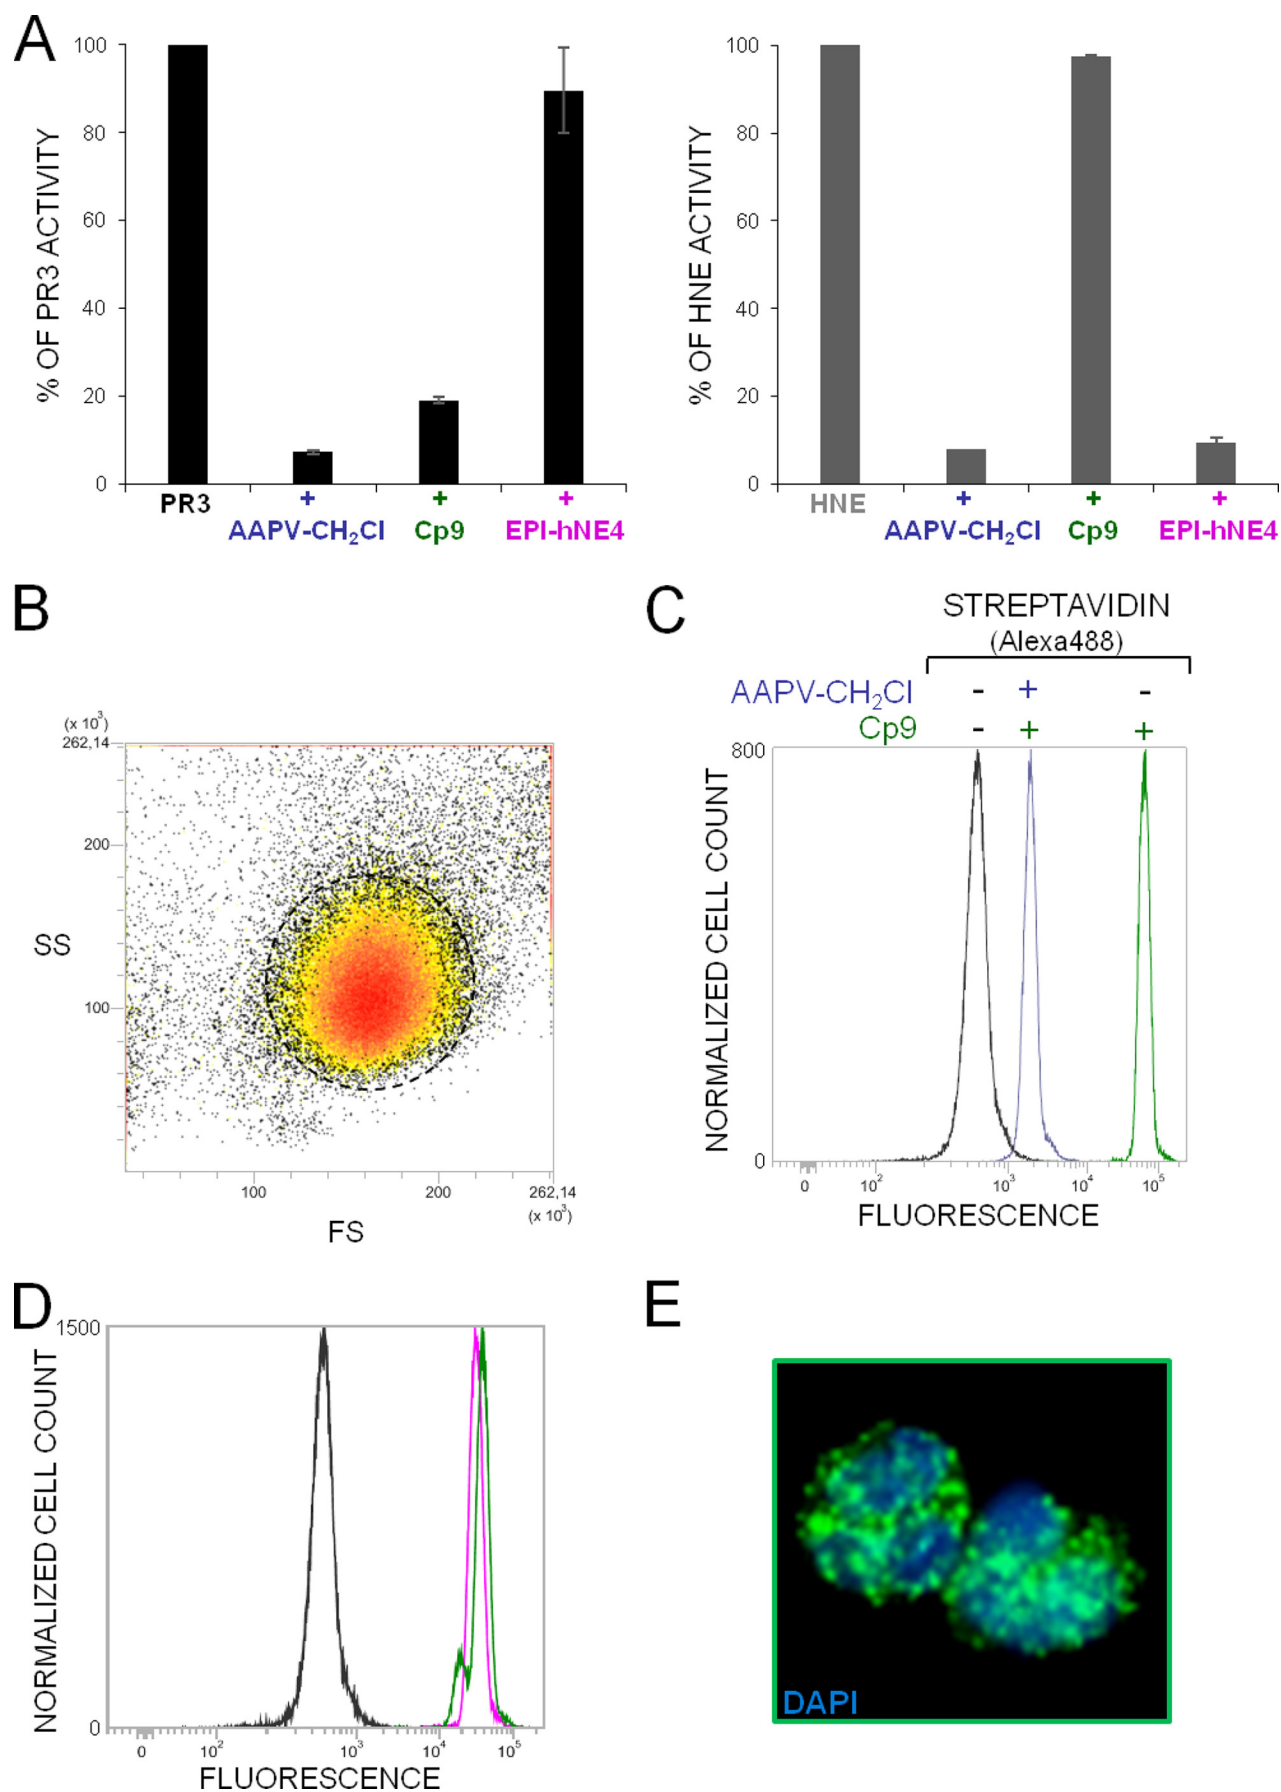 A
% OF PR3 ACTIVITY
100
80
60
40
20
0
PR3
+
AAPV-CH₂Cl
+
Cp9
+
EPI-hNE4
% OF HNE ACTIVITY
100
80
60
40
20
0
HNE
+
AAPV-CH₂Cl
+
Cp9
+
EPI-hNE4
B
(x 10³)
262,14
200
100
SS
100
200
262,14
(x 10³)
FS
C
STREPTAVIDIN
(Alexa488)
AAPV-CH₂Cl - + -
Cp9 - + +
800
NORMALIZED CELL COUNT
0
0 10² 10³ 10⁴ 10⁵
FLUORESCENCE
D
1500
NORMALIZED CELL COUNT
0
0 10² 10³ 10⁴ 10⁵
FLUORESCENCE
E
DAPI